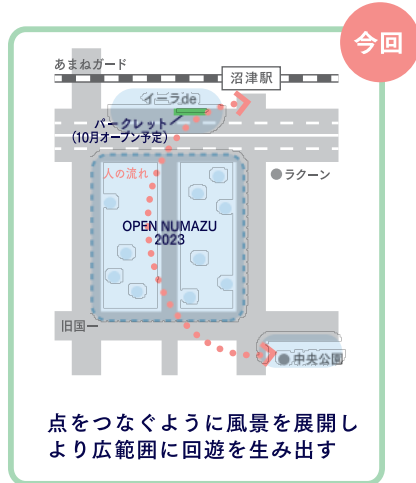 今回
あまねガード
沼津駅
イーラde
パークレット
(10月オープン予定)
人の流れ
ラクーン
OPEN NUMAZU
2023
旧国一
中央公園
点をつなぐように風景を展開し
より広範囲に回遊を生み出す